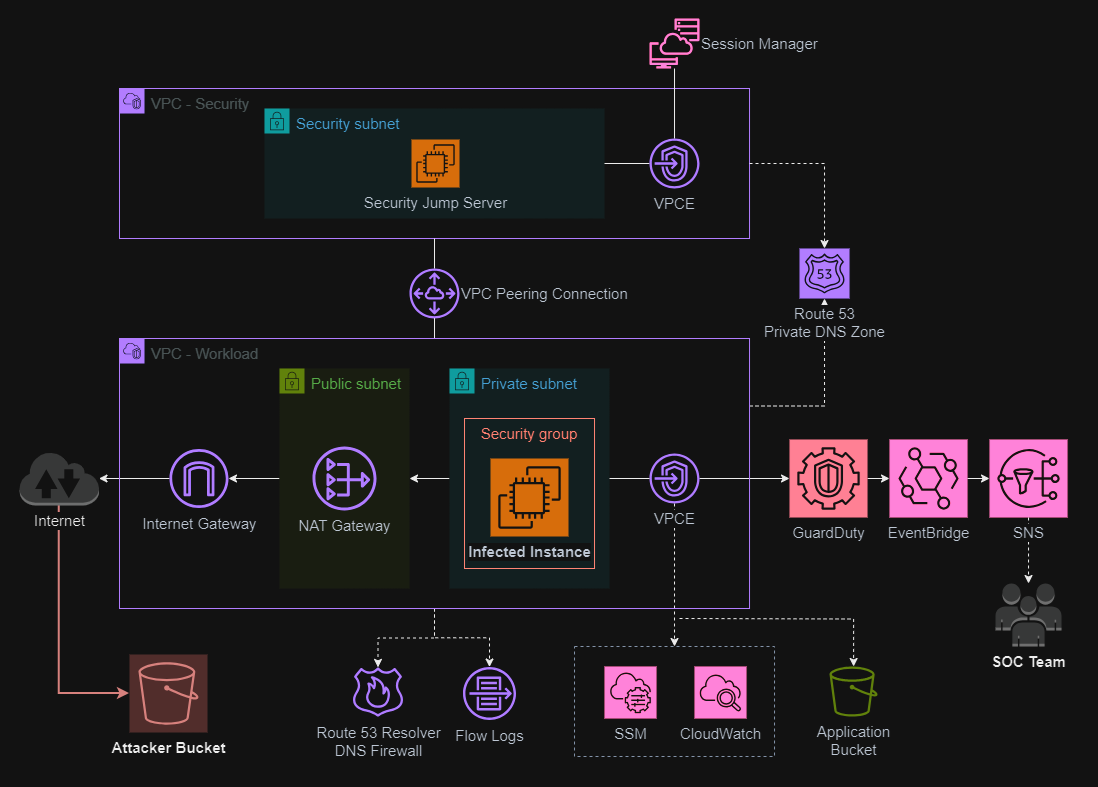 Session Manager
VPC - Security
Security subnet
Security Jump Server
VPCE
VPC Peering Connection
53
Route 53
Private DNS Zone
VPC - Workload
Public subnet
Private subnet
Security group
Internet
Internet Gateway
NAT Gateway
Infected Instance
VPCE
GuardDuty
EventBridge
SNS
SOC Team
Attacker Bucket
Route 53 Resolver
DNS Firewall
Flow Logs
SSM
CloudWatch
Application
Bucket